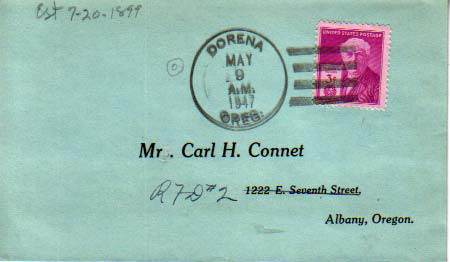 Est 7-20-1899
DORENA
MAY
9
A.M.
1947
OREG.
UNITED STATES POSTAGE
Mr. Carl H. Connet
RFD #2 1222 E. Seventh Street,
Albany, Oregon.